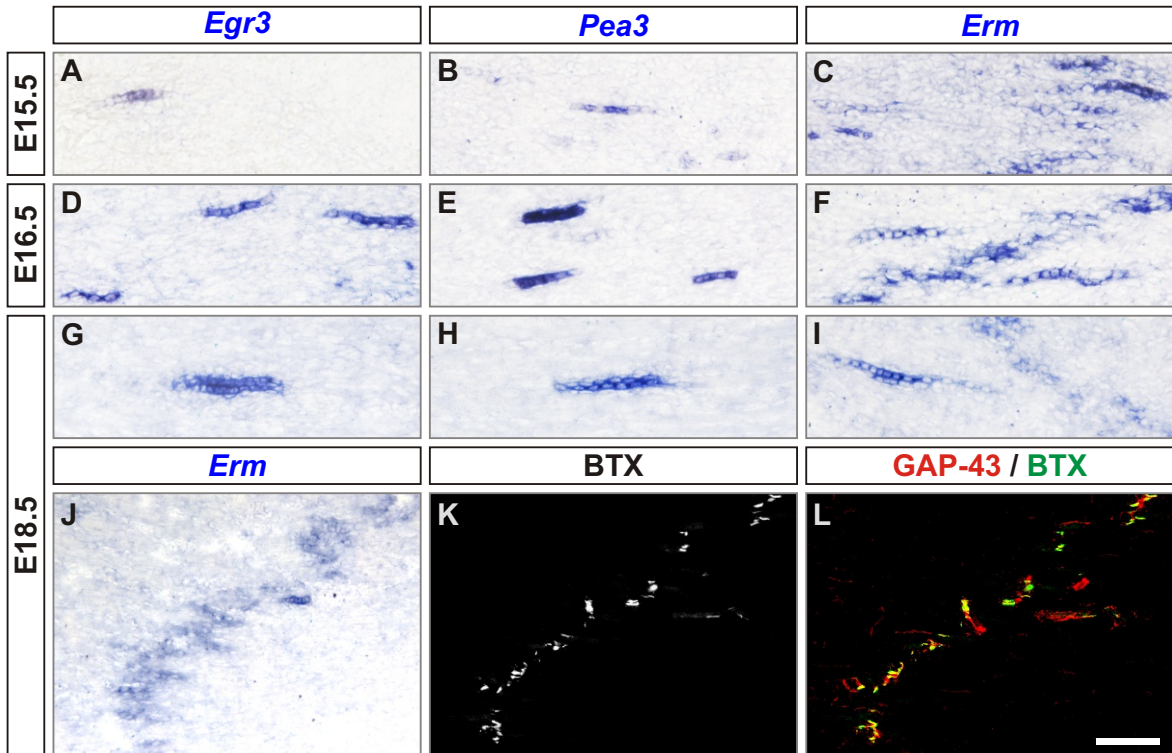 Egr3 Pea3 Erm
E15.5
A B C
E16.5
D E F
E18.5
G H I
Erm BTX GAP-43 / BTX
J K L